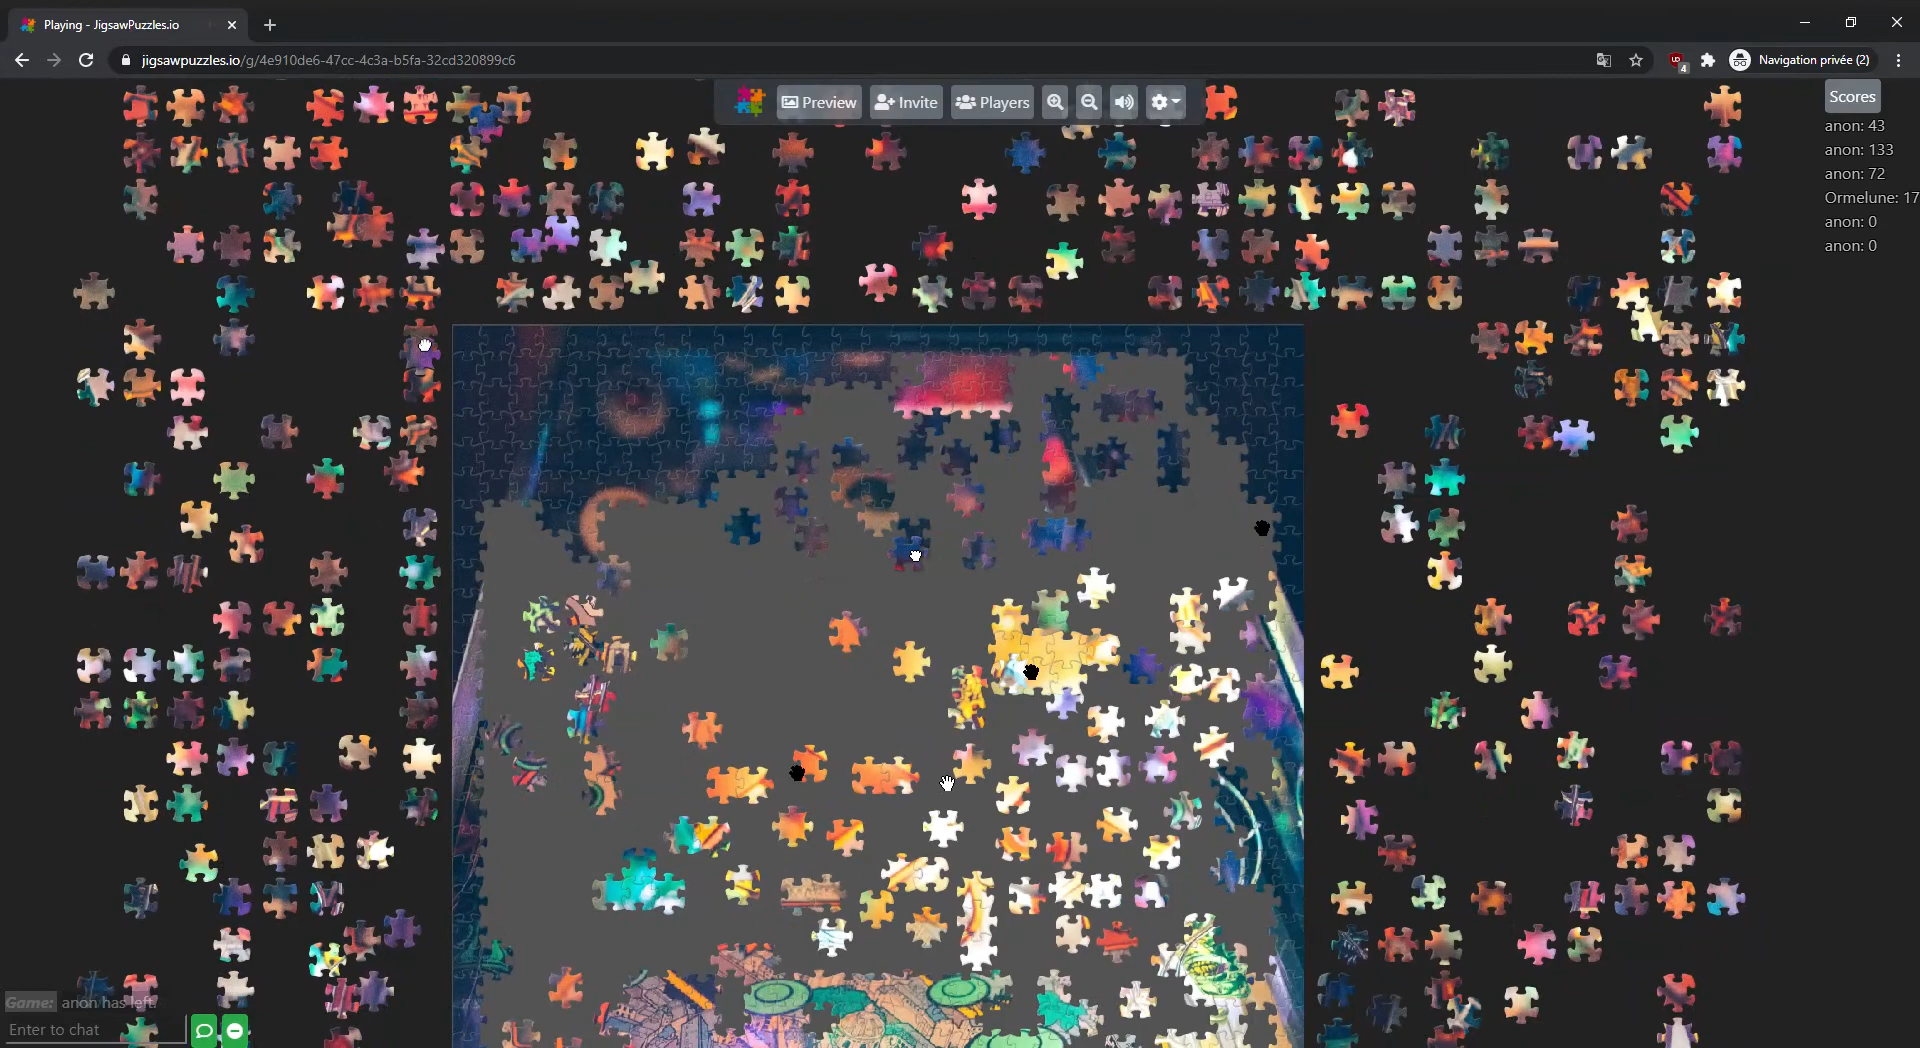 Playing - JigsawPuzzles.io
jigsawpuzzles.io/g/4e910de6-47cc-4c3a-b5fa-32cd320899c6
4
Navigation privée (2)
Preview
Invite
Players
Scores
anon: 43
anon: 133
anon: 72
Ormelune: 17
anon: 0
anon: 0
Game: anon has left
Enter to chat